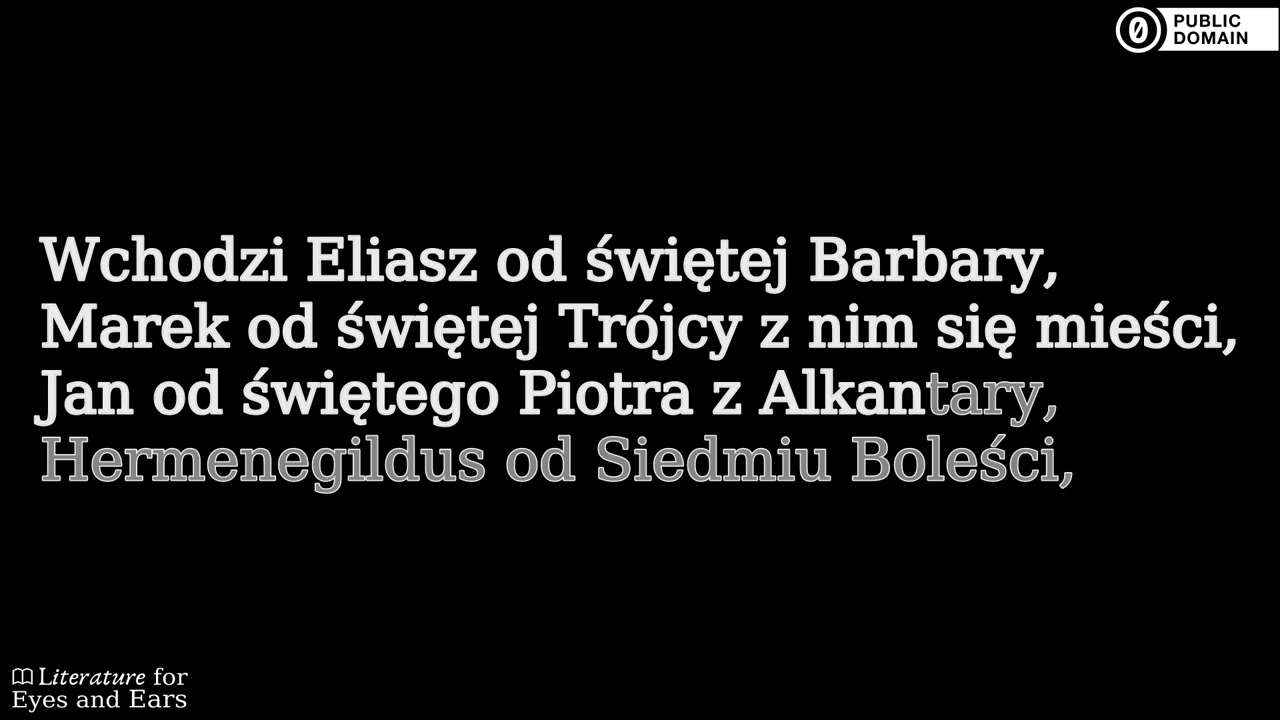 PUBLIC
DOMAIN
Wchodzi Eliasz od świętej Barbary,
Marek od świętej Trójcy z nim się mieści,
Jan od świętego Piotra z Alkantary,
Hermenegildus od Siedmiu Boleści,
Literature for
Eyes and Ears